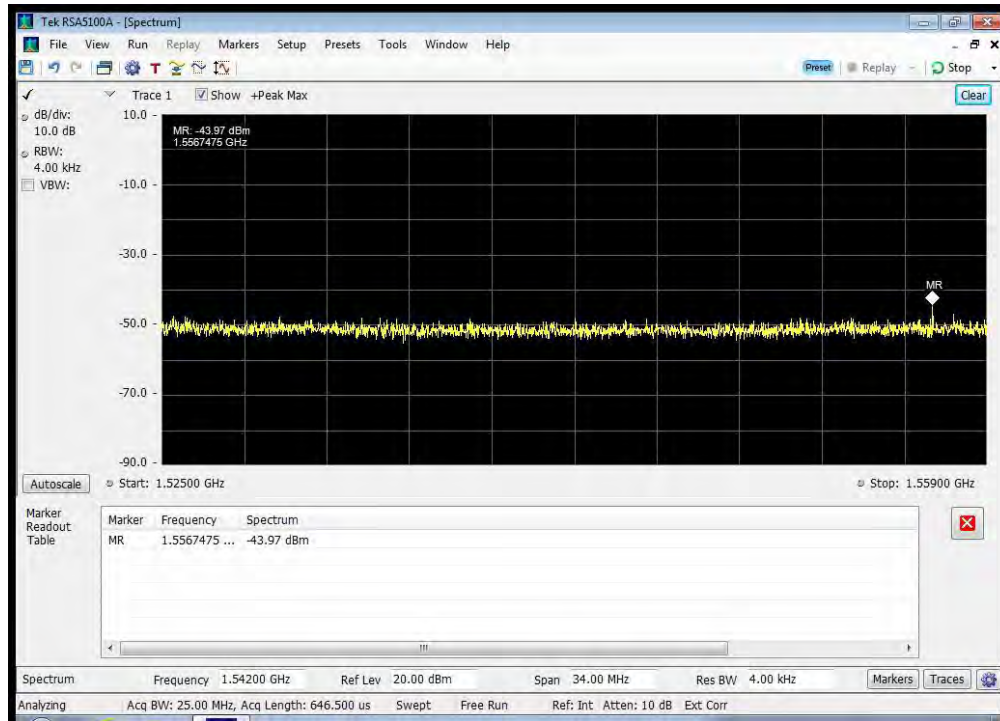 Tek RSA5100A - [Spectrum]
File View Run Replay Markers Setup Presets Tools Window Help
T
Preset Replay Stop
Trace 1 Show +Peak Max Clear
dB/div:
10.0 dB
RBW:
4.00 kHz
VBW:
10.0
-10.0
-30.0
-50.0
-70.0
-90.0
MR: -43.97 dBm
1.5567475 GHz
MR
Autoscale Start: 1.52500 GHz Stop: 1.55900 GHz
Marker
Readout
Table
Marker Frequency Spectrum
MR 1.5567475 ... -43.97 dBm
Spectrum Frequency 1.54200 GHz Ref Lev 20.00 dBm Span 34.00 MHz Res BW 4.00 kHz Markers Traces
Analyzing Acq BW: 25.00 MHz, Acq Length: 646.500 us Swept Free Run Ref: Int Atten: 10 dB Ext Corr